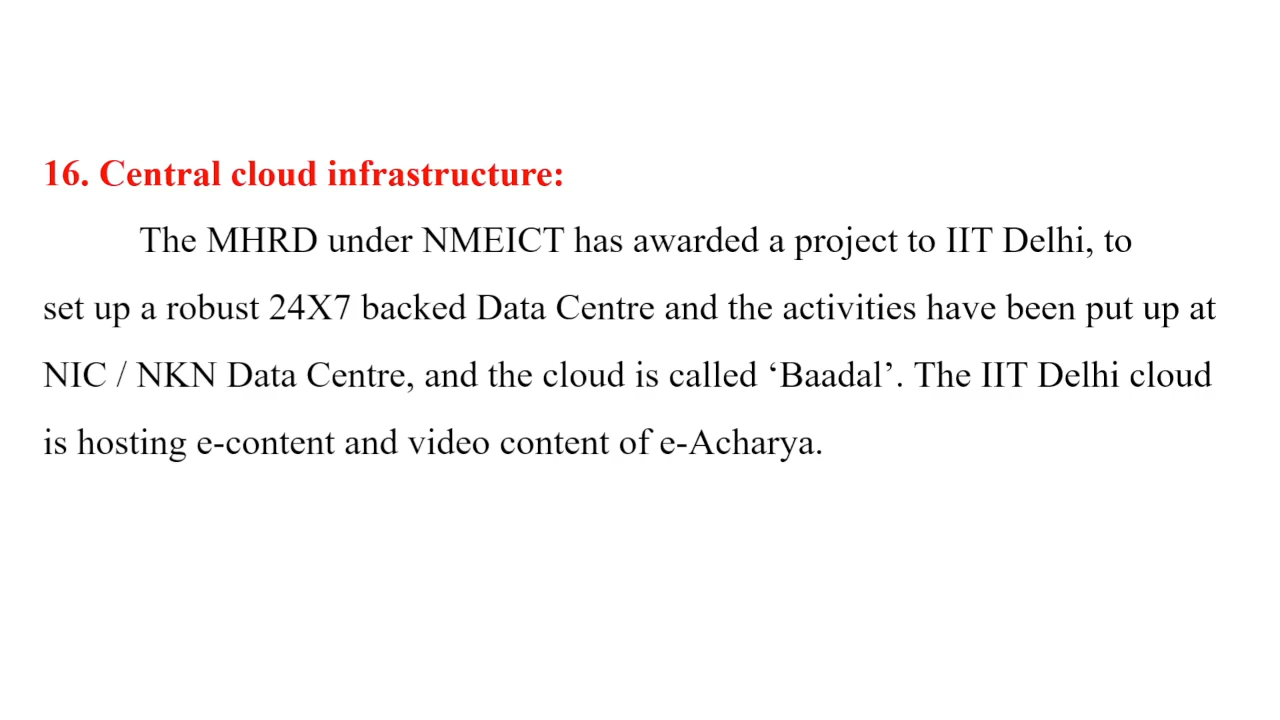 16. Central cloud infrastructure:
The MHRD under NMEICT has awarded a project to IIT Delhi, to
set up a robust 24X7 backed Data Centre and the activities have been put up at
NIC / NKN Data Centre, and the cloud is called ‘Baadal’. The IIT Delhi cloud
is hosting e-content and video content of e-Acharya.